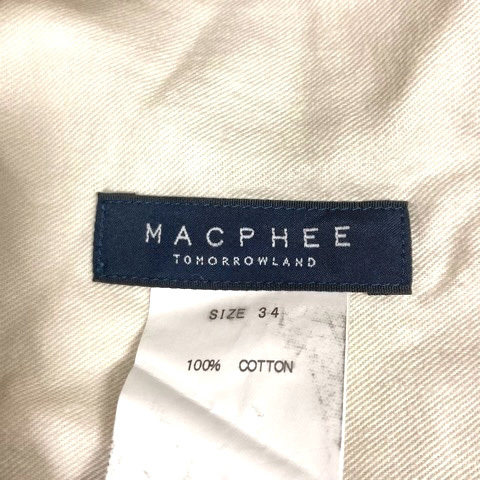 MACPHEE
TOMORROWLAND
SIZE 34
100% COTTON